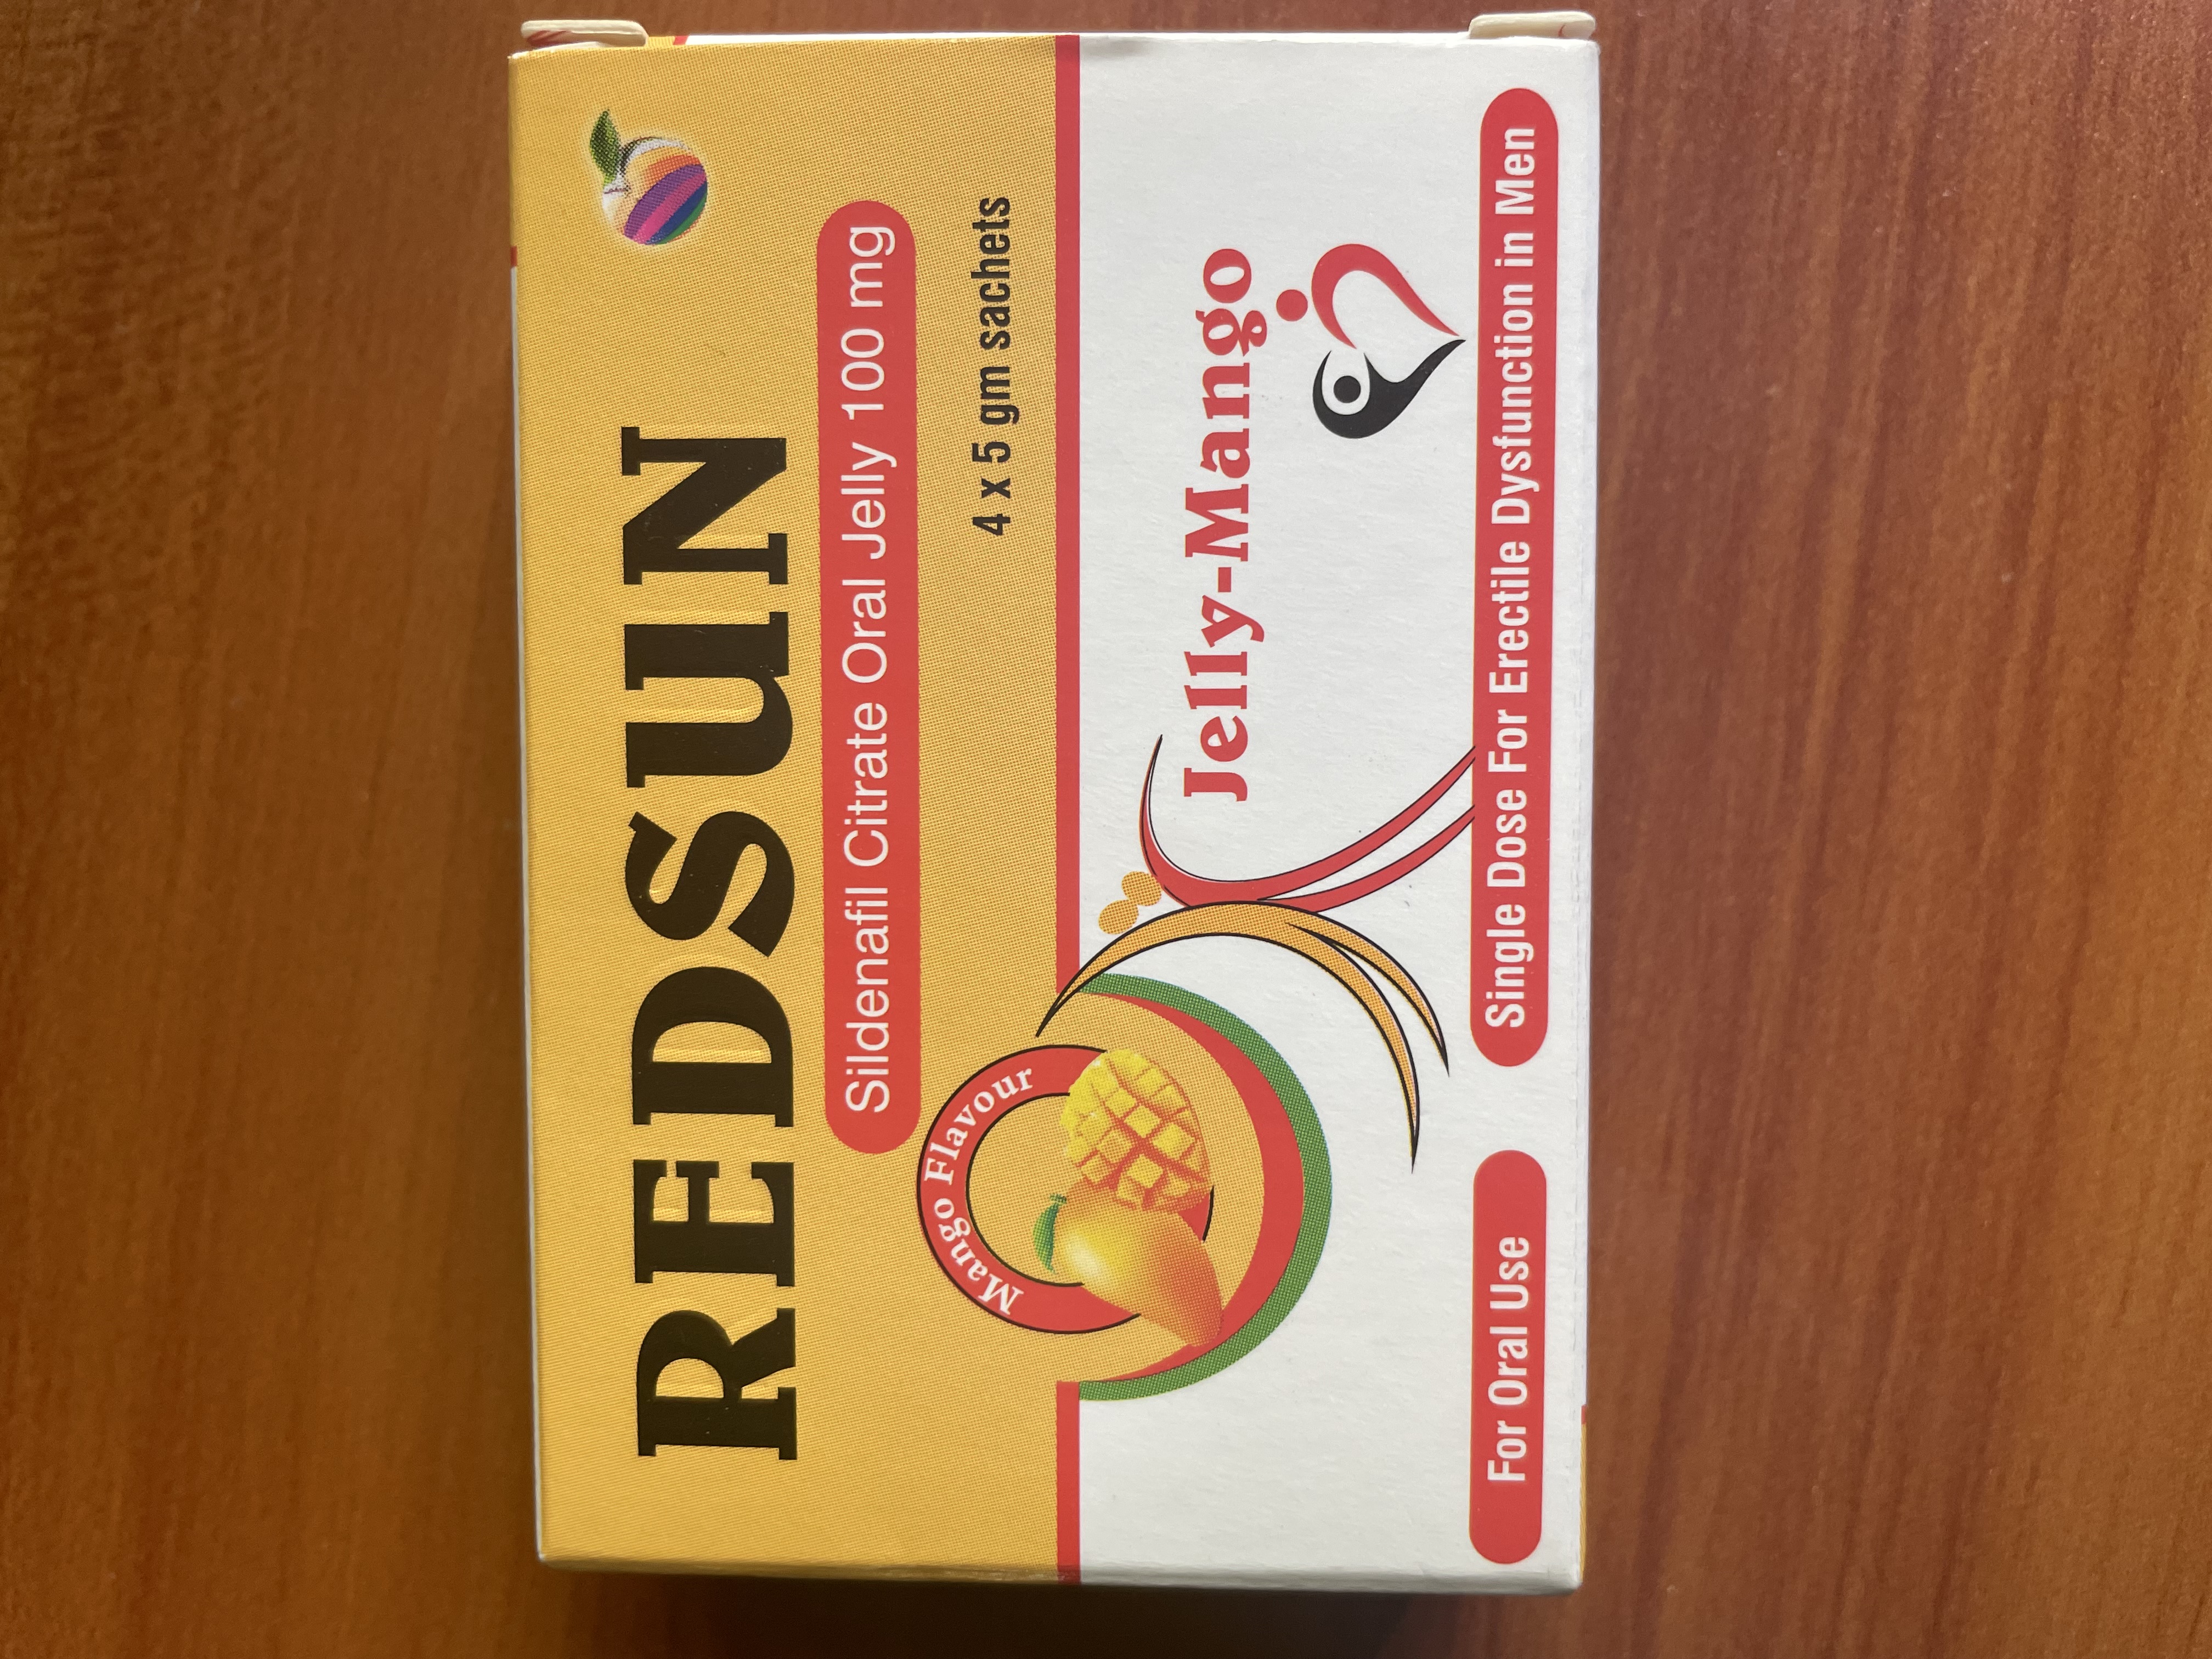 REDSUN
Sildenafil Citrate Oral Jelly 100 mg
4 x 5 gm sachets
Mango Flavour
Jelly-Mango
For Oral Use
Single Dose For Erectile Dysfunction in Men